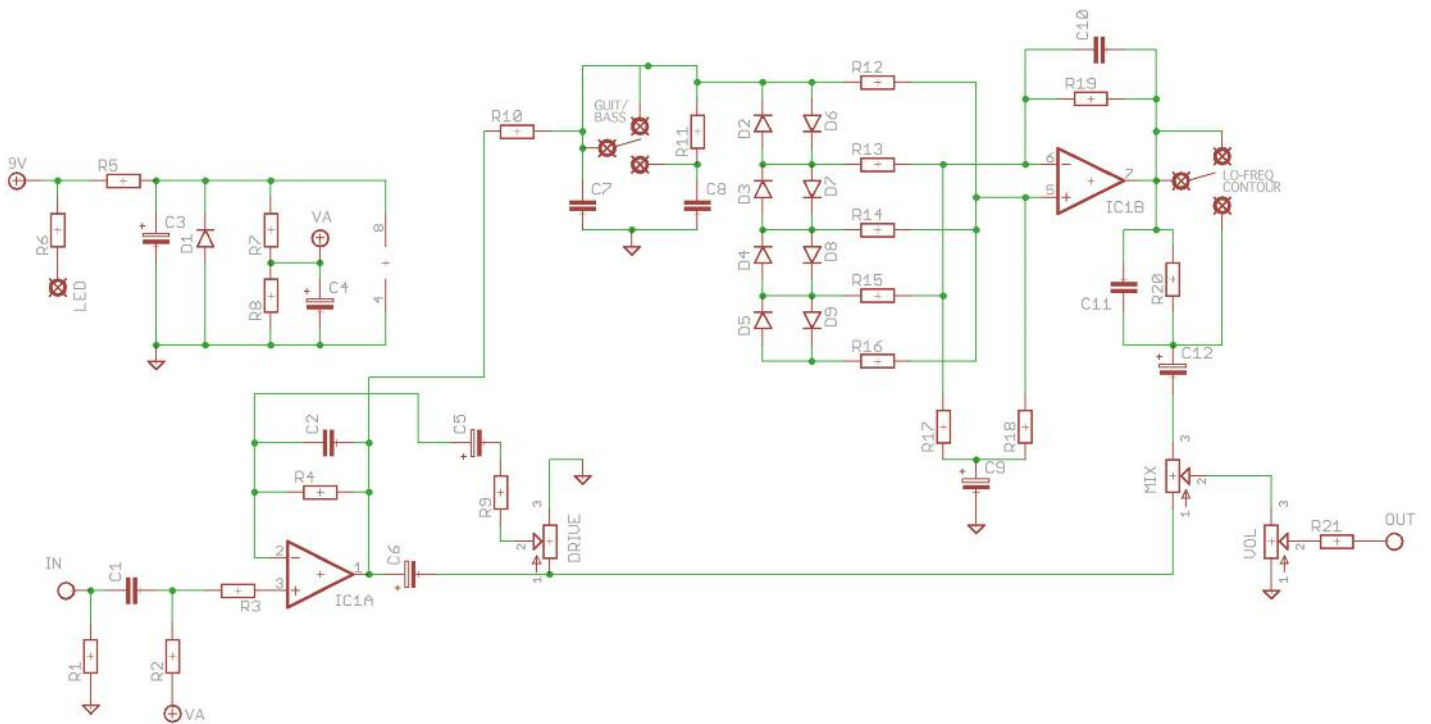 C10
R12
R19
R10
GUIT/
BASS
R11
D2
D6
R13
6
7
5
IC1B
LO-FREQ
CONTOUR
9V
R5
C7
C8
D3
D7
R14
R6
C3
D1
R7
VA
8
D4
D8
R15
C11
R20
LED
R8
C4
4
D5
D9
R16
C12
C2
C5
R17
R18
3
R4
R9
3
C9
MIX
2
1
DRIVE
2
1
3
VOL
2
R21
OUT
1
IN
C1
2
3
1
IC1A
C6
R3
R1
R2
VA